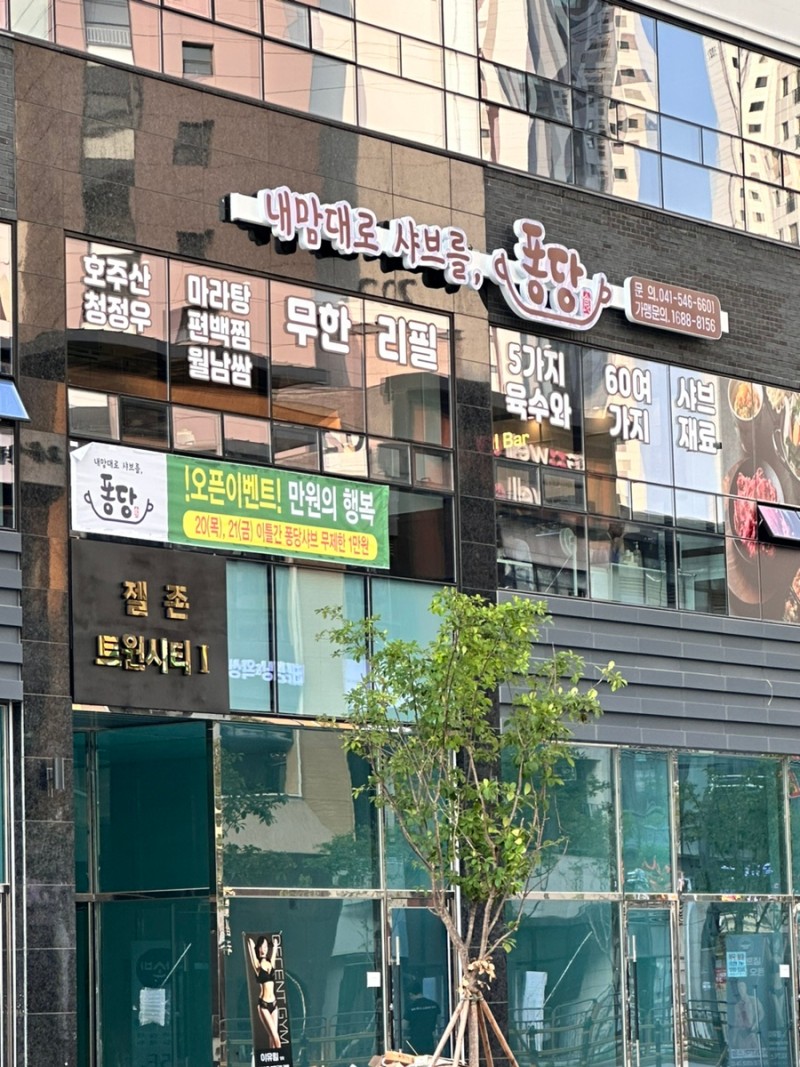 내맘대로 샤브를,
퐁당
문 의.041-546-6601
가맹문의.1688-8156
호주산
청정우
마라탕
편백찜
월남쌈
무한 리필
5가지
육수와
60여
가지
샤브
재료
Bar
내맘대로 샤브를,
퐁당
!오픈이벤트! 만원의 행복
20(목), 21(금) 이틀간 퐁당샤브 무제한 1만원
젤존
트윈시티 I
DECENT GYM